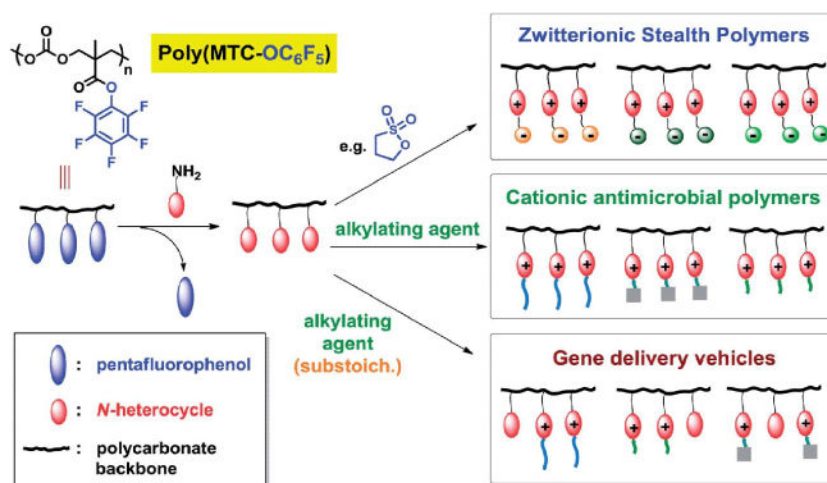 O O O
O
n
Poly(MTC-OC6F5)
O O
F F
F F
F
NH2
e.g.
O
S O
O
alkylating agent
alkylating
agent
(substoich.)
Zwitterionic Stealth Polymers
+ + +
- - -
+ + +
- - -
+ + +
- - -
Cationic antimicrobial polymers
+ + +
+ + +
+ + +
Gene delivery vehicles
+ +
+ +
+ +
: pentafluorophenol
: N-heterocycle
: polycarbonate
backbone